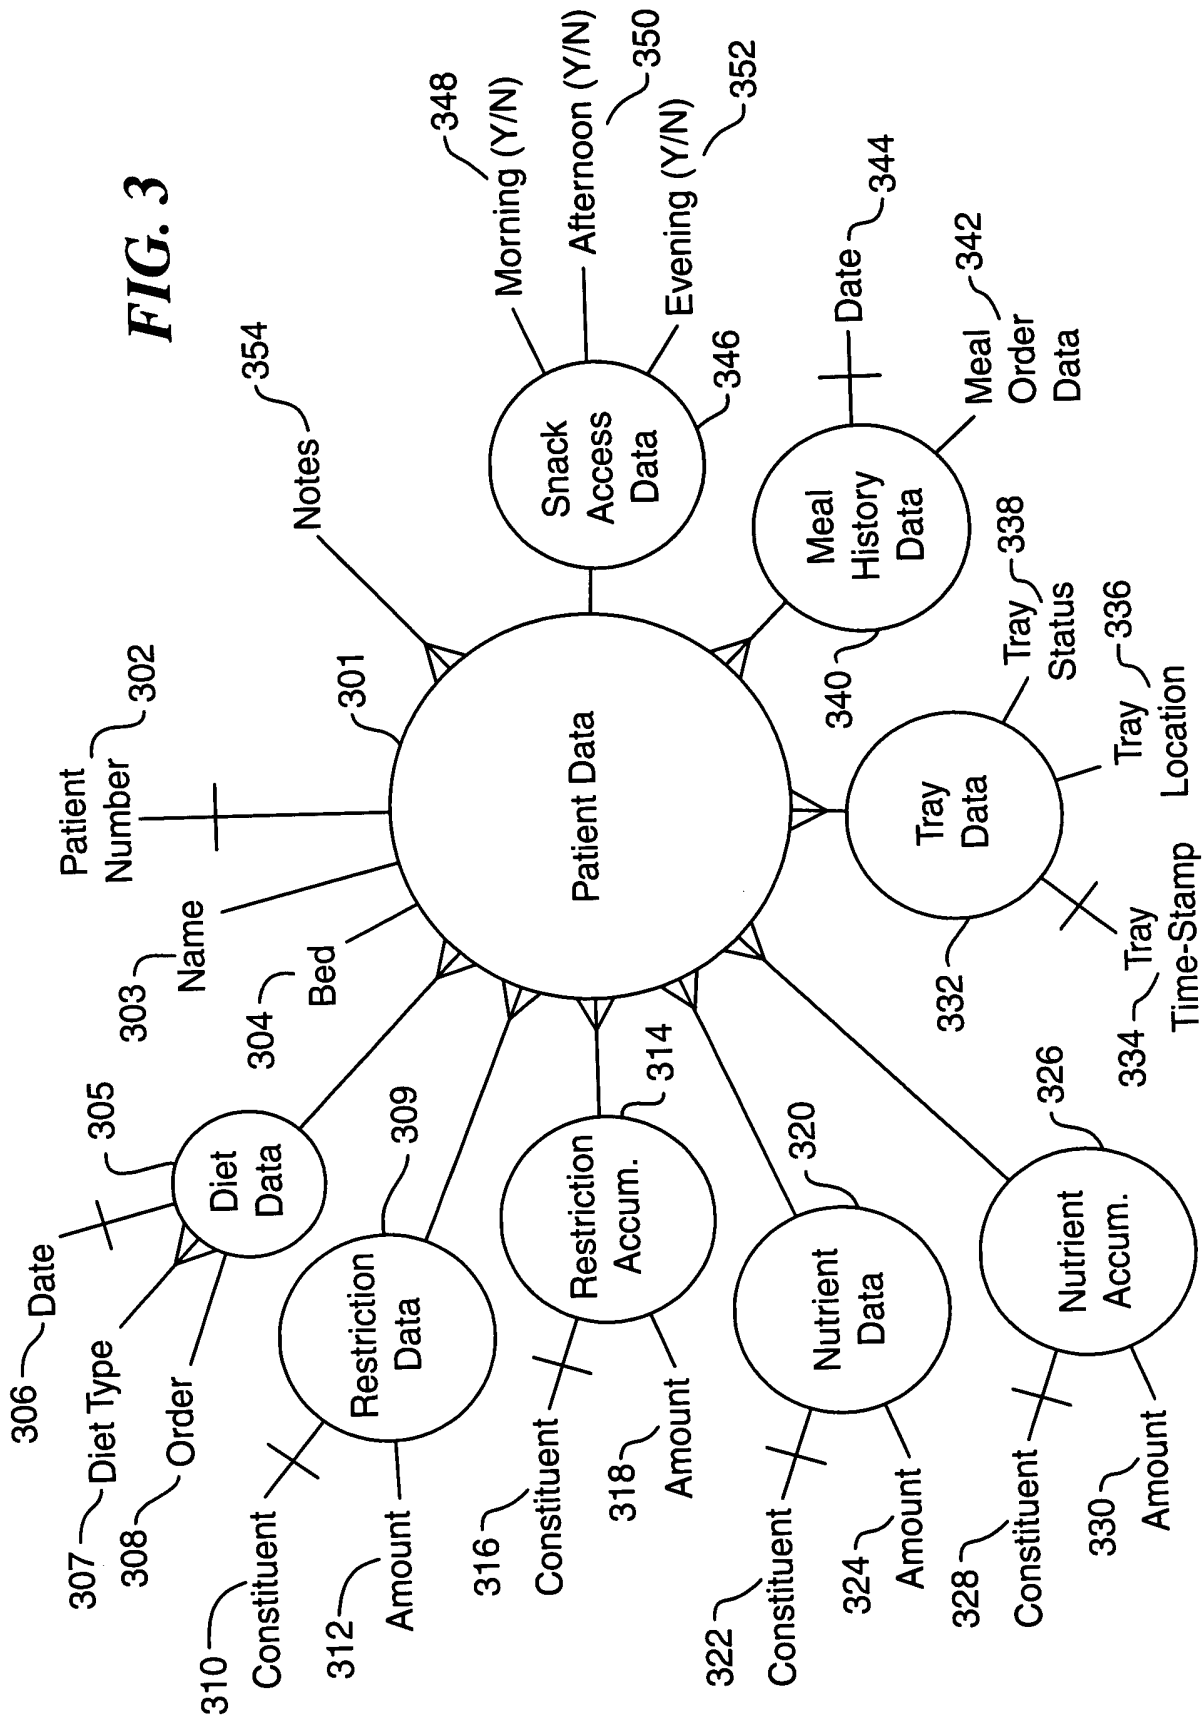 FIG. 3
306
Date
305
307
Diet Type
308
Order
Diet
Data
303
Name
304
Bed
Patient
Number
302
301
Notes
354
Patient Data
310
Constituent
312
Amount
Restriction
Data
309
316
Constituent
318
Amount
Restriction
Accum.
314
322
Constituent
324
Amount
Nutrient
Data
320
328
Constituent
330
Amount
Nutrient
Accum.
326
332
Tray
Data
334
Tray
Time-Stamp
Tray
Location
336
Tray
Status
338
340
Meal
History
Data
Meal
Order
Data
342
Date
344
Snack
Access
Data
346
Morning (Y/N)
348
Afternoon (Y/N)
350
Evening (Y/N)
352